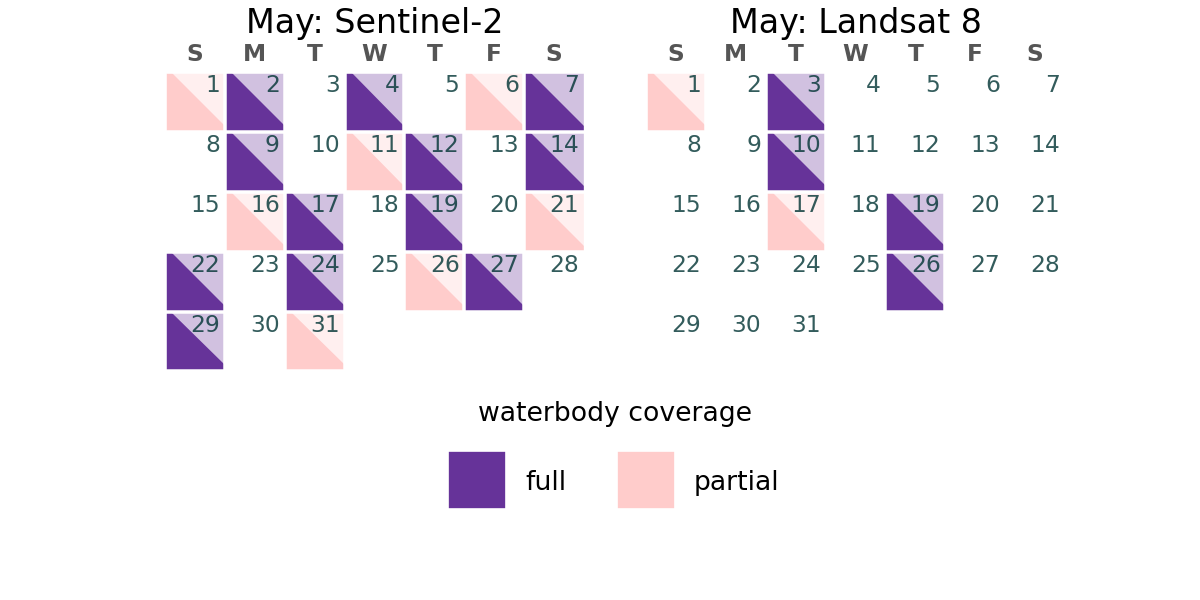 May: Sentinel-2
S M T W T F S
1 2 3 4 5 6 7
8 9 10 11 12 13 14
15 16 17 18 19 20 21
22 23 24 25 26 27 28
29 30 31
May: Landsat 8
S M T W T F S
1 2 3 4 5 6 7
8 9 10 11 12 13 14
15 16 17 18 19 20 21
22 23 24 25 26 27 28
29 30 31
waterbody coverage
full
partial